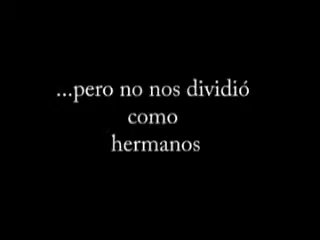 ...pero no nos dividió
como
hermanos